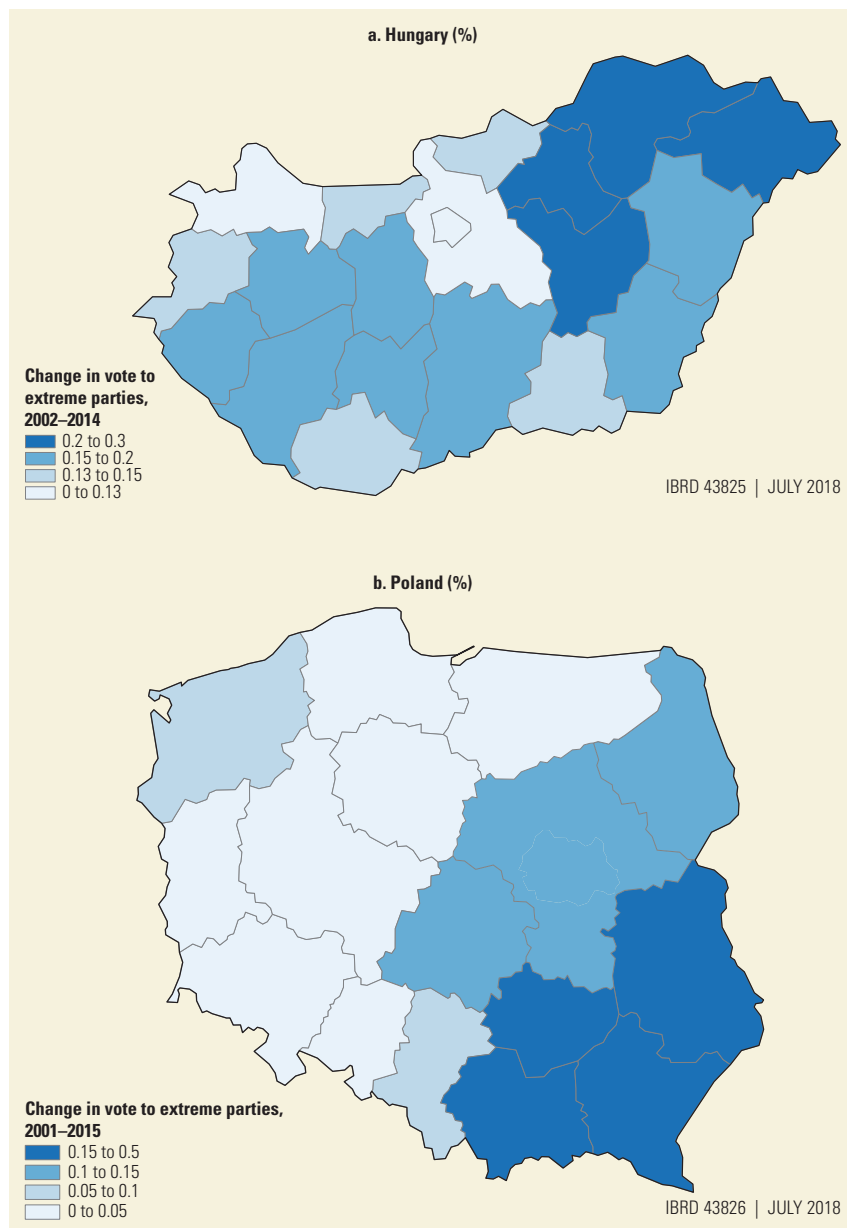 a. Hungary (%)
Change in vote to
extreme parties,
2002–2014
0.2 to 0.3
0.15 to 0.2
0.13 to 0.15
0 to 0.13
IBRD 43825 | JULY 2018
b. Poland (%)
Change in vote to extreme parties,
2001–2015
0.15 to 0.5
0.1 to 0.15
0.05 to 0.1
0 to 0.05
IBRD 43826 | JULY 2018